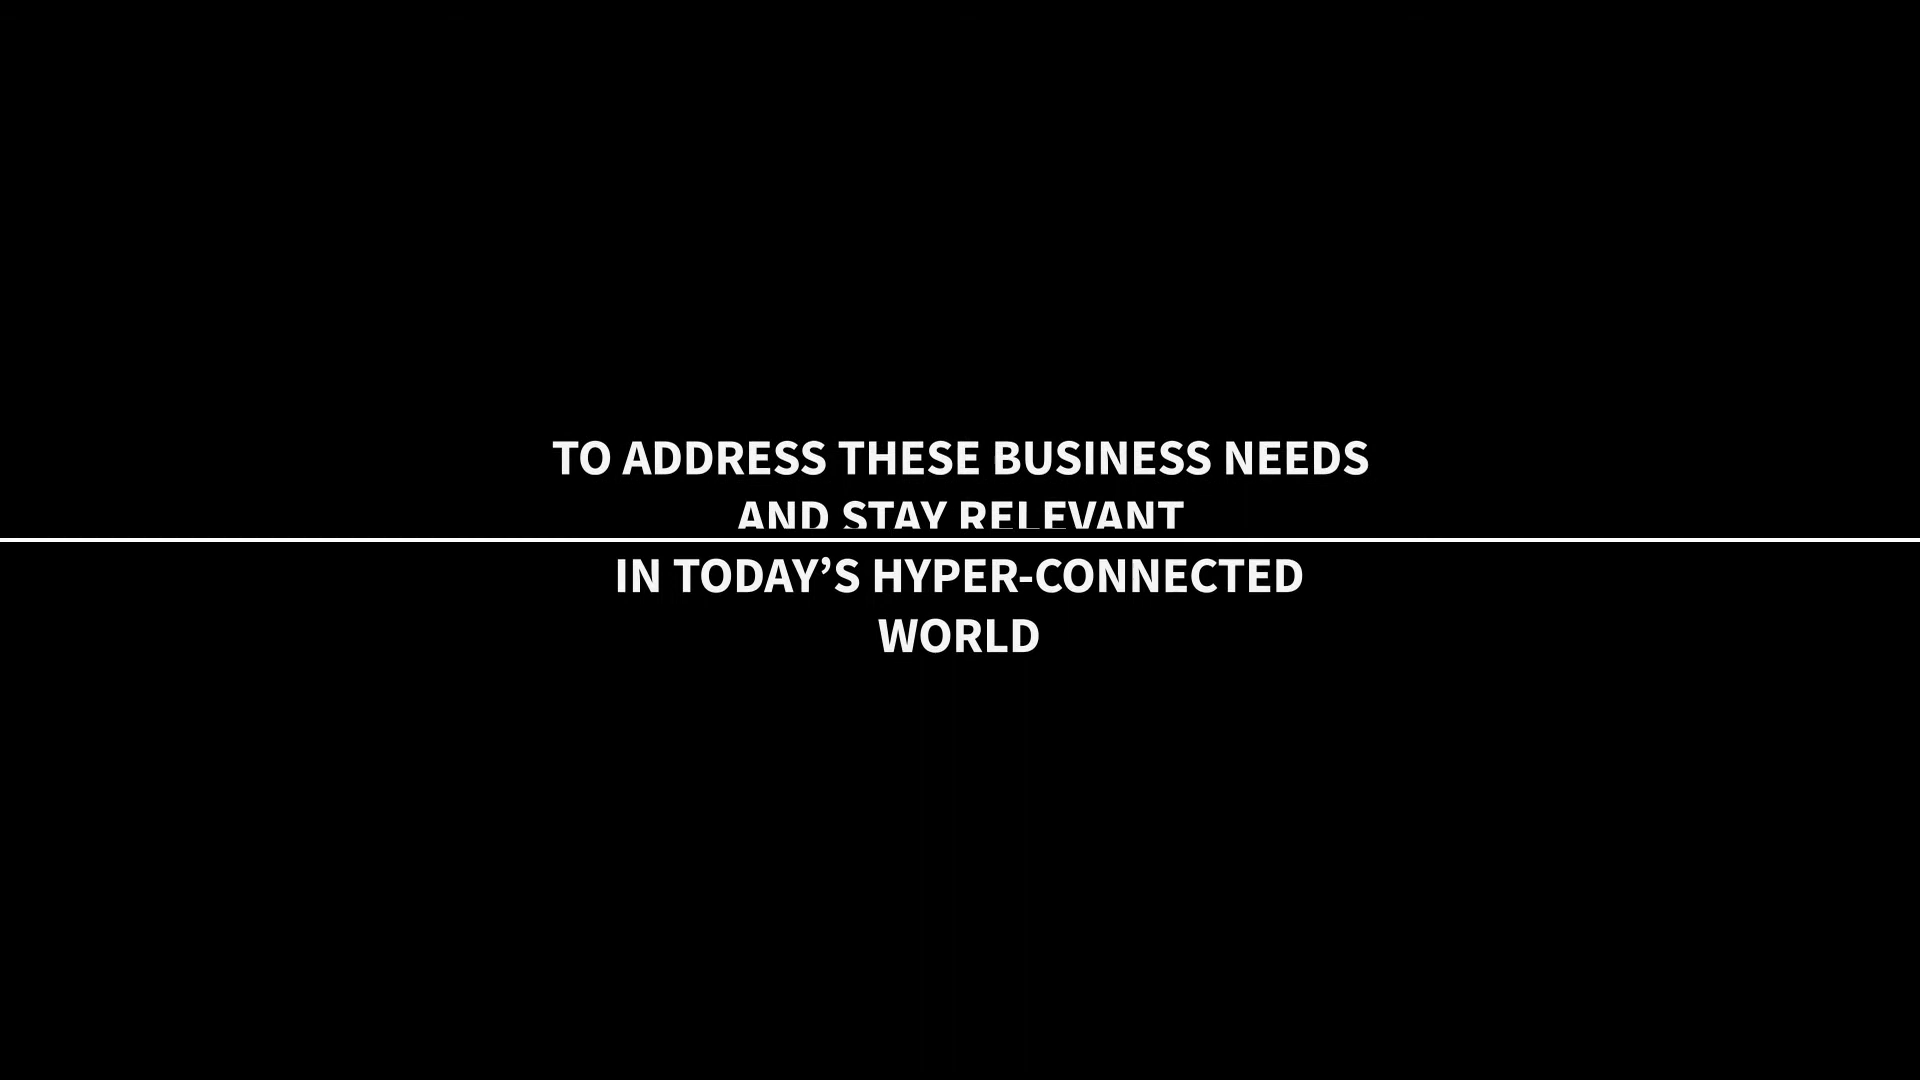 TO ADDRESS THESE BUSINESS NEEDS
AND STAY RELEVANT
IN TODAY’S HYPER-CONNECTED
WORLD